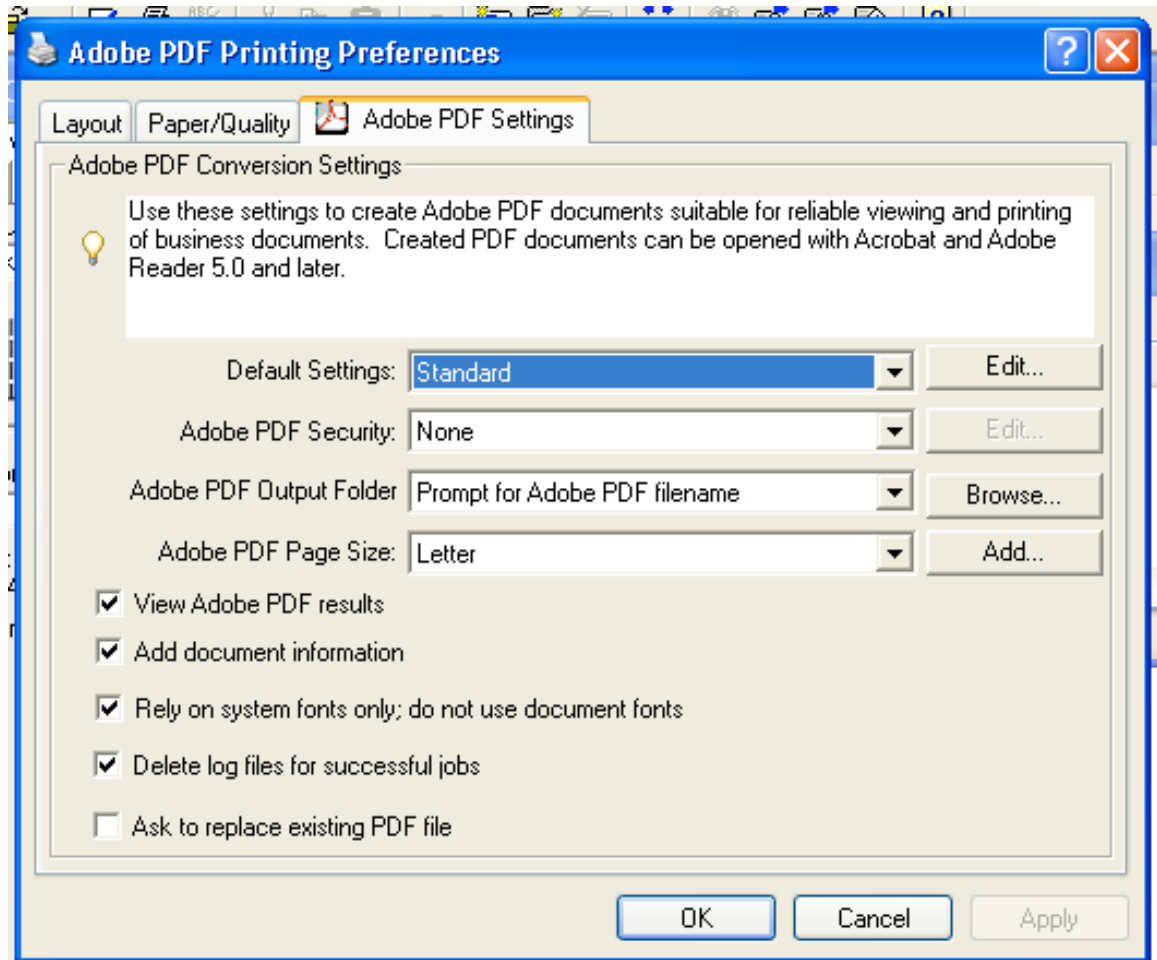 Adobe PDF Printing Preferences
Layout Paper/Quality Adobe PDF Settings
Adobe PDF Conversion Settings
Use these settings to create Adobe PDF documents suitable for reliable viewing and printing
of business documents. Created PDF documents can be opened with Acrobat and Adobe
Reader 5.0 and later.
Default Settings: Standard Edit...
Adobe PDF Security: None Edit...
Adobe PDF Output Folder Prompt for Adobe PDF filename Browse...
Adobe PDF Page Size: Letter Add...
View Adobe PDF results
Add document information
Rely on system fonts only; do not use document fonts
Delete log files for successful jobs
Ask to replace existing PDF file
OK Cancel Apply